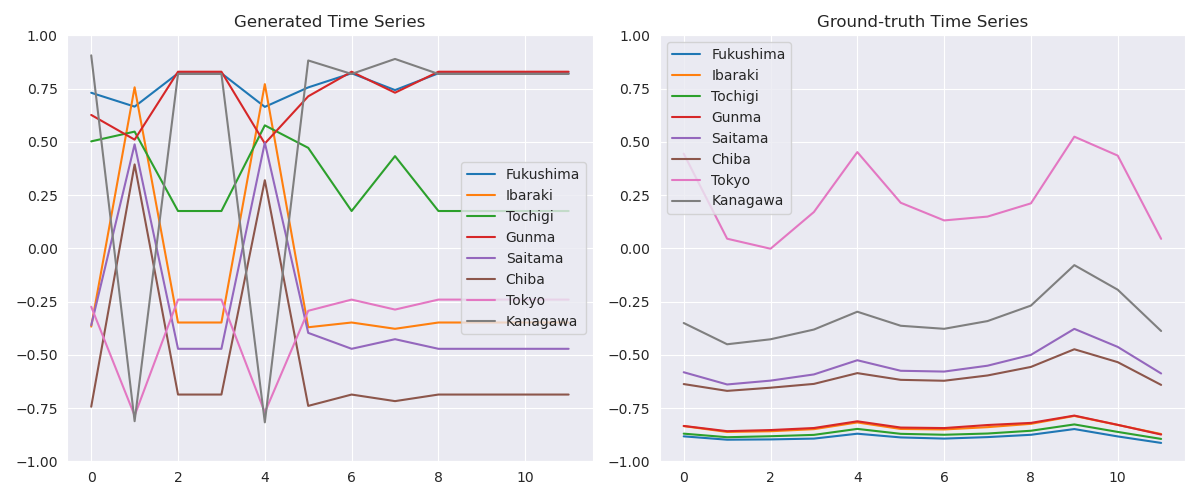 Generated Time Series
1.00
0.75
0.50
0.25
0.00
−0.25
−0.50
−0.75
−1.00
0
2
4
6
8
10
Fukushima
Ibaraki
Tochigi
Gunma
Saitama
Chiba
Tokyo
Kanagawa
Ground-truth Time Series
1.00
0.75
0.50
0.25
0.00
−0.25
−0.50
−0.75
−1.00
0
2
4
6
8
10
Fukushima
Ibaraki
Tochigi
Gunma
Saitama
Chiba
Tokyo
Kanagawa